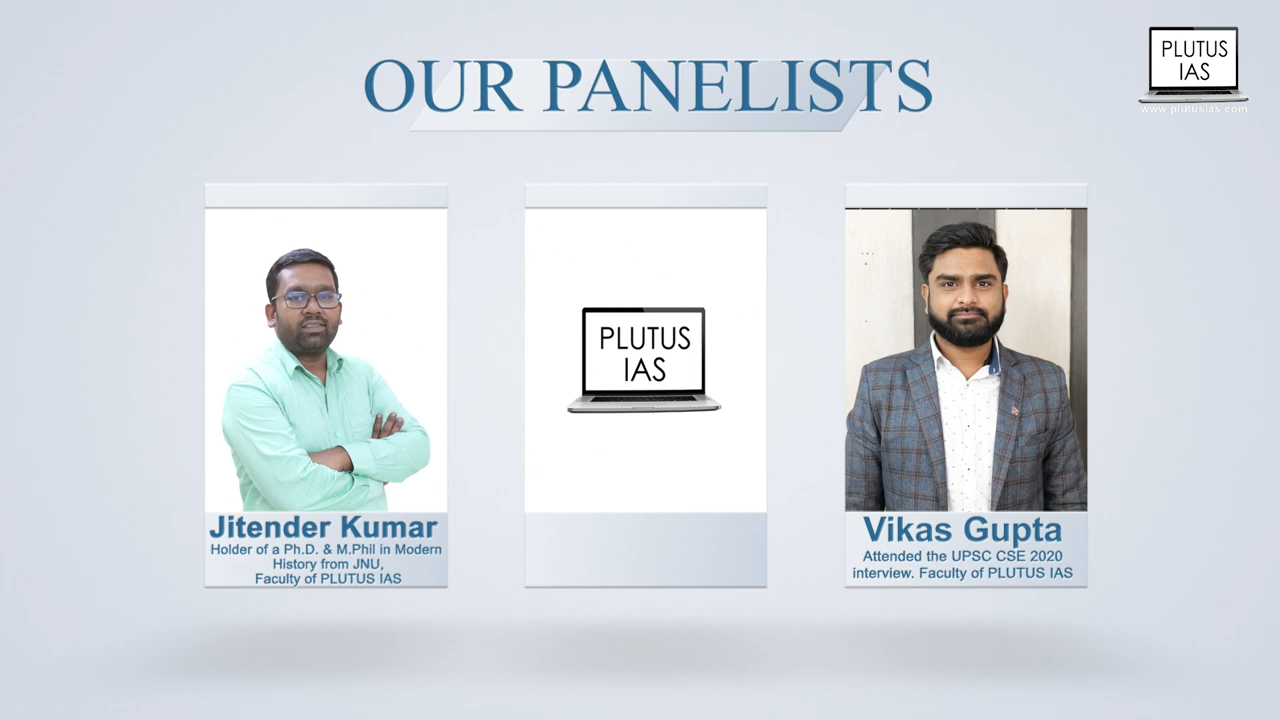 OUR PANELISTS
PLUTUS
IAS
www.plutusias.com
PLUTUS
IAS
Jitender Kumar
Holder of a Ph.D. & M.Phil in Modern
History from JNU,
Faculty of PLUTUS IAS
Vikas Gupta
Attended the UPSC CSE 2020
interview. Faculty of PLUTUS IAS